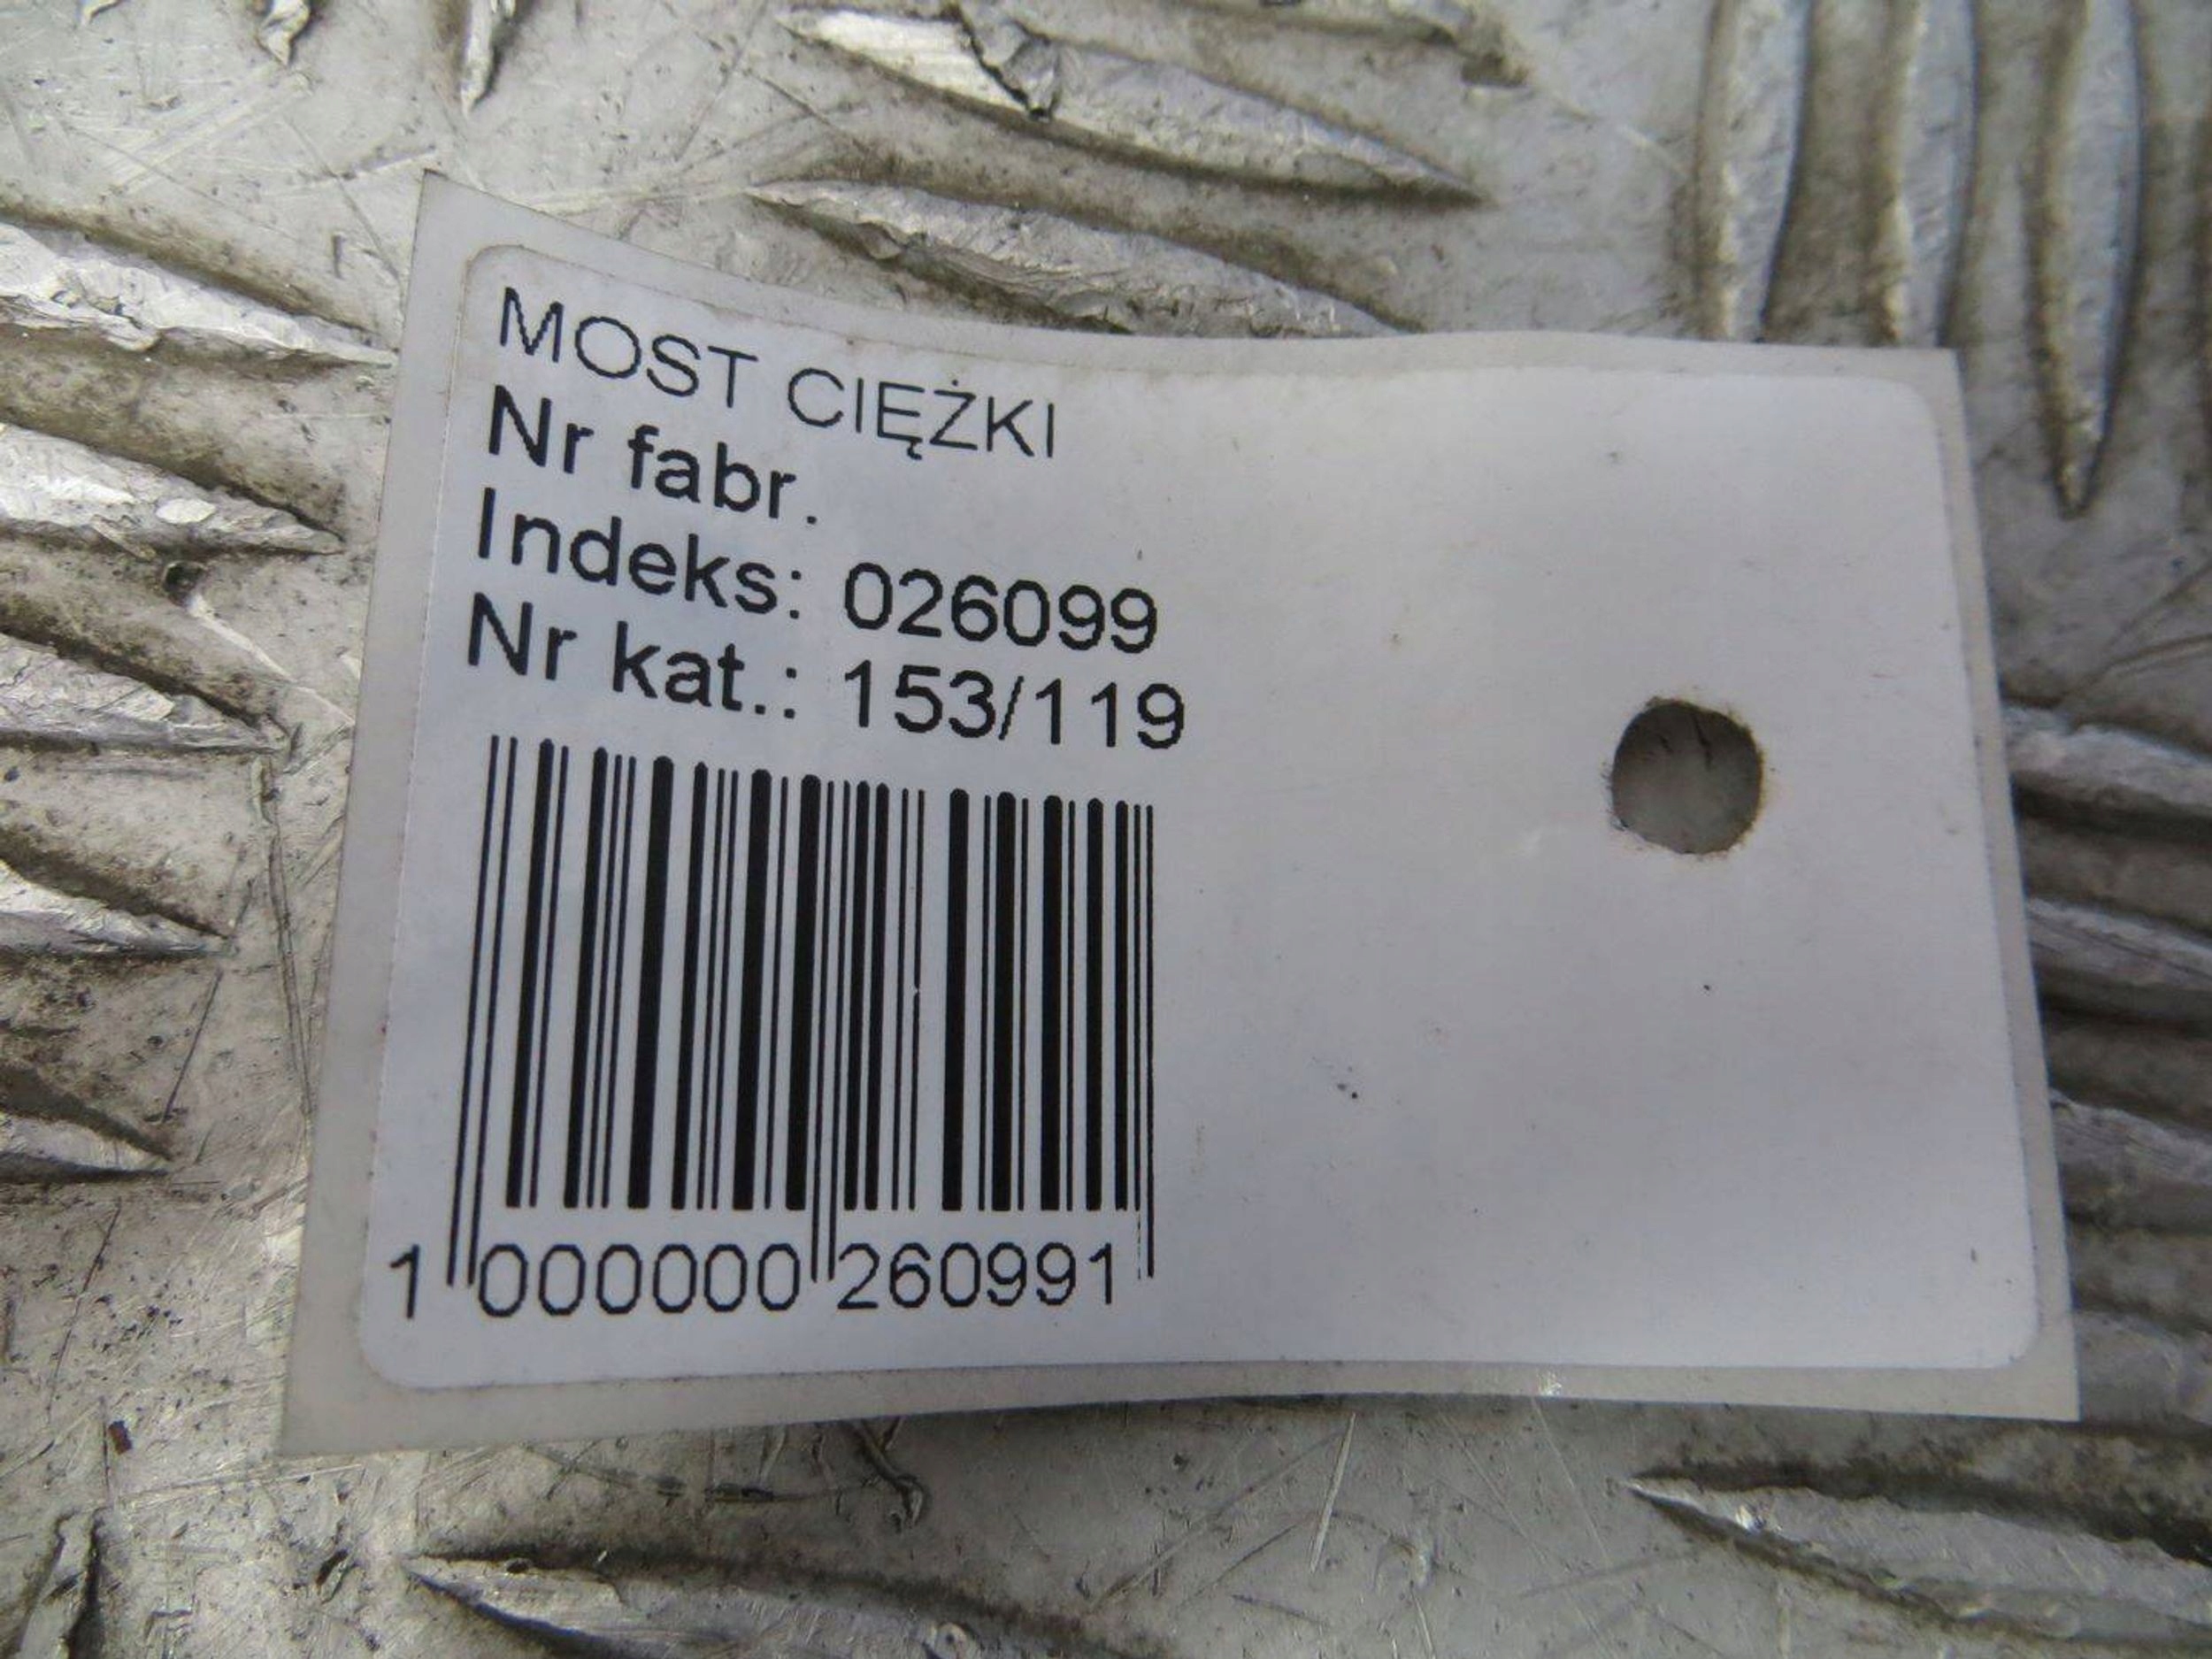 MOST CIĘŻKI
Nr fabr.
Indeks: 026099
Nr kat.: 153/119
1 000000 260991